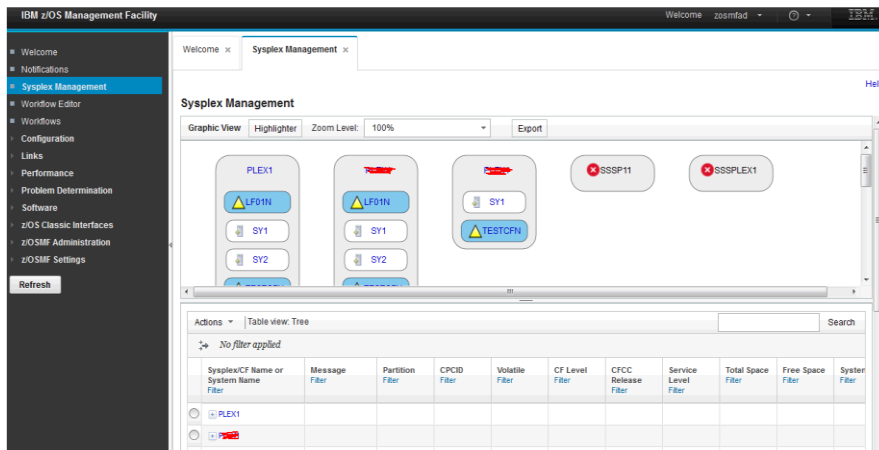 IBM z/OS Management Facility
Welcome zosmfad
IBM
Welcome
Notifications
Sysplex Management
Workflow Editor
Workflows
Configuration
Links
Performance
Problem Determination
Software
z/OS Classic Interfaces
z/OSMF Administration
z/OSMF Settings
Refresh
Welcome × Sysplex Management ×
Hel
Sysplex Management
Graphic View Highlighter Zoom Level: 100% Export
PLEX1
LF01N
SY1
SY2
LF01N
SY1
SY2
SY1
TESTCFN
SSSP11
SSSPLEX1
Actions Table view: Tree
Search
No filter applied
Sysplex/CF Name or System Name Filter
Message Filter
Partition Filter
CPCID Filter
Volatile Filter
CF Level Filter
CFCC Release Filter
Service Level Filter
Total Space Filter
Free Space Filter
System Filter
PLEX1